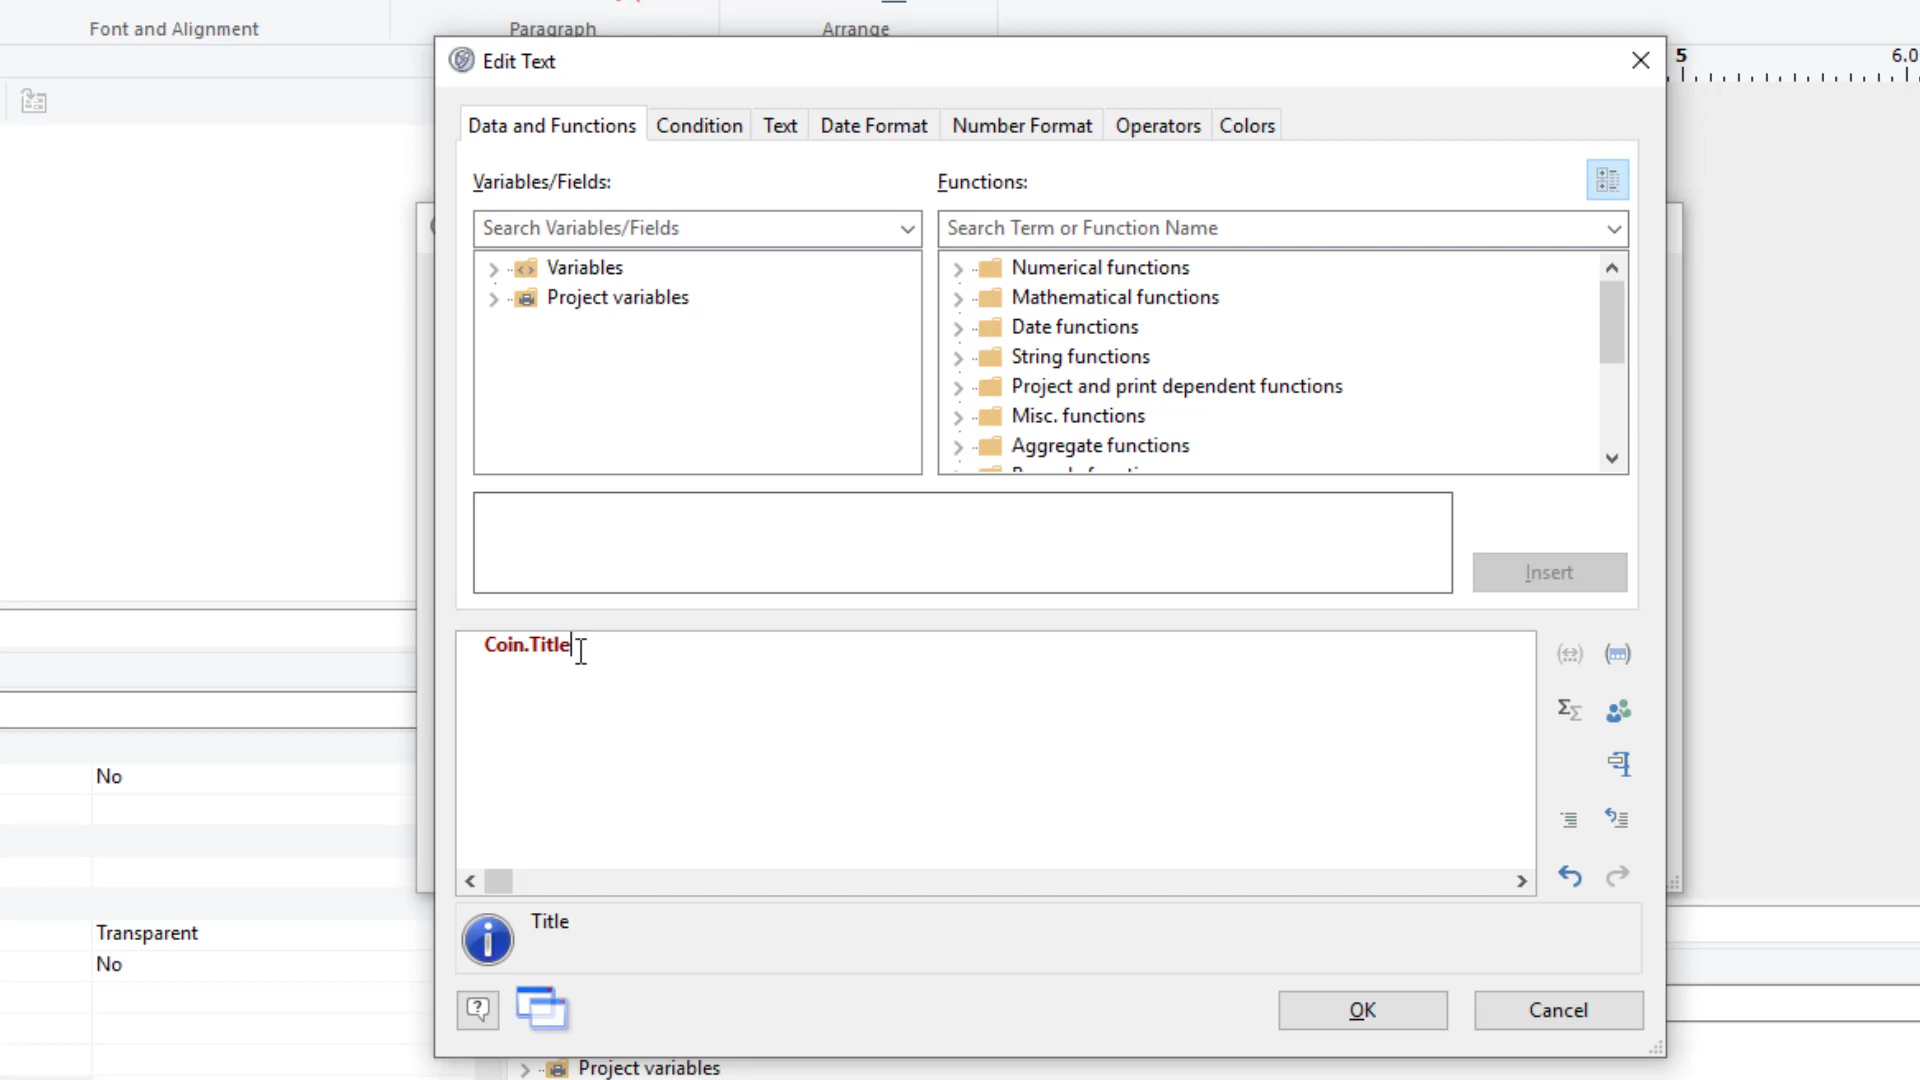 Font and Alignment
Paragraph
Arrange
Edit Text
5
6.0
Data and Functions
Condition
Text
Date Format
Number Format
Operators
Colors
Variables/Fields:
Functions:
Search Variables/Fields
Search Term or Function Name
Variables
Project variables
Numerical functions
Mathematical functions
Date functions
String functions
Project and print dependent functions
Misc. functions
Aggregate functions
Insert
Coin.Title
No
Title
Transparent
No
OK
Cancel
Project variables